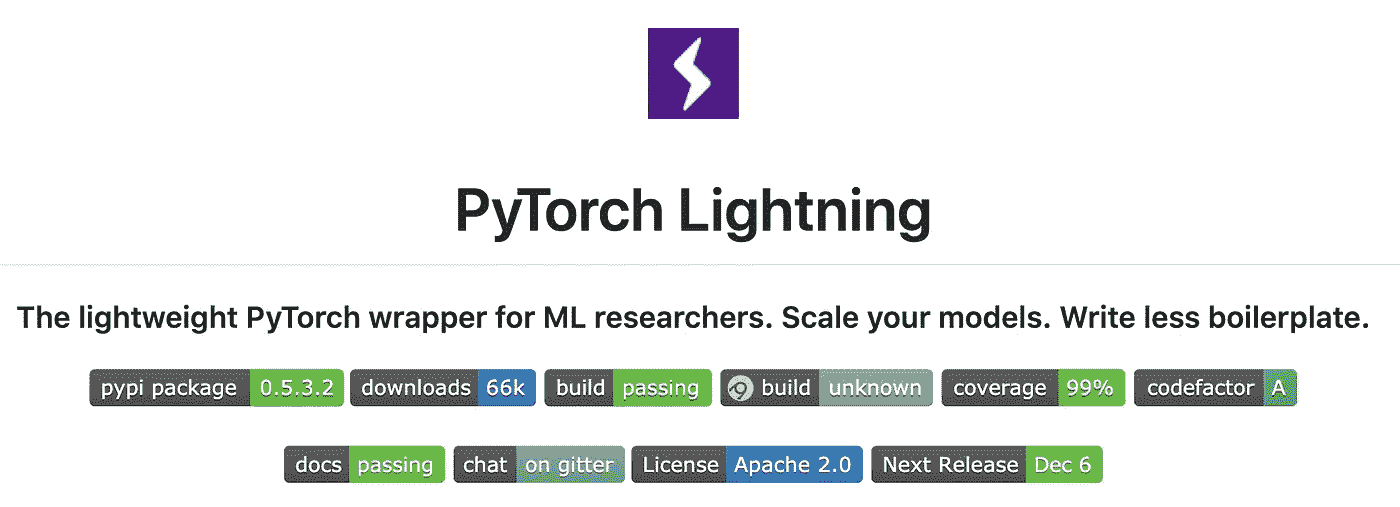 PyTorch Lightning
The lightweight PyTorch wrapper for ML researchers. Scale your models. Write less boilerplate.
pypi package 0.5.3.2 downloads 66k build passing build unknown coverage 99% codefactor A
docs passing chat on gitter License Apache 2.0 Next Release Dec 6